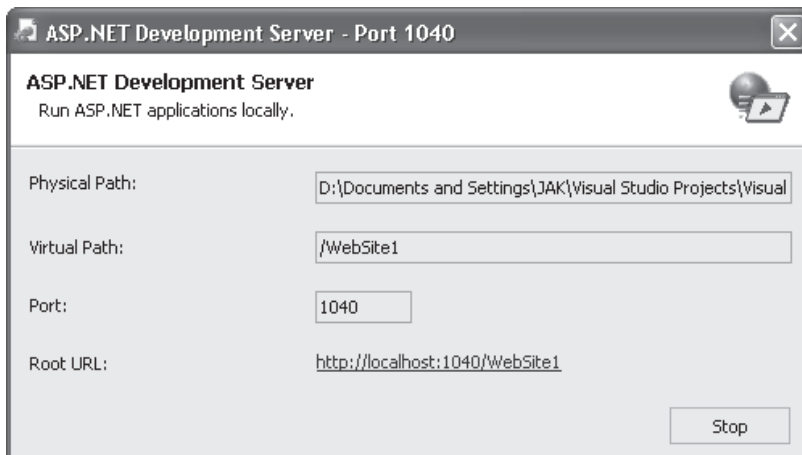 ASP.NET Development Server - Port 1040
ASP.NET Development Server
Run ASP.NET applications locally.
Physical Path: D:\Documents and Settings\JAK\Visual Studio Projects\Visual
Virtual Path: /WebSite1
Port: 1040
Root URL: http://localhost:1040/WebSite1
Stop